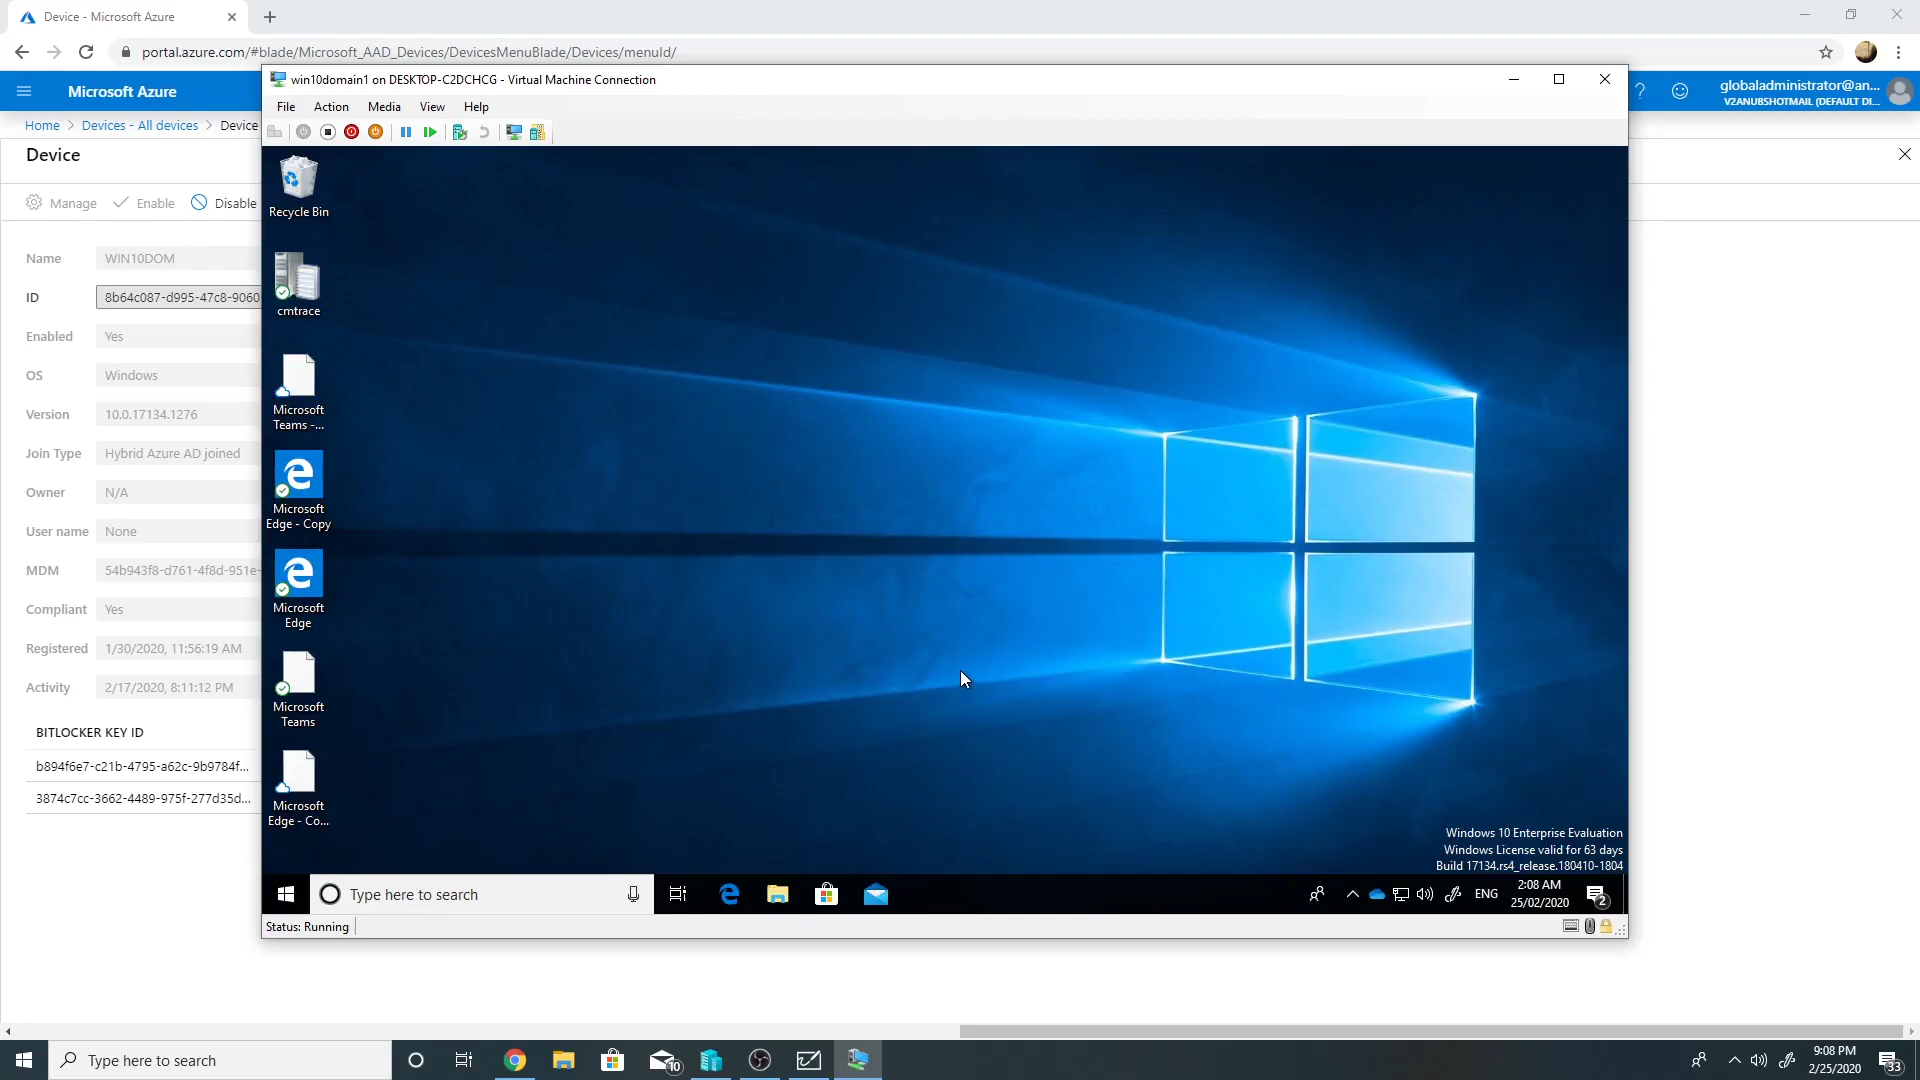 Device - Microsoft Azure
portal.azure.com/#blade/Microsoft_AAD_Devices/DevicesMenuBlade/Devices/menuId/
win10domain1 on DESKTOP-C2DCHCG - Virtual Machine Connection
Microsoft Azure
globaladministrator@an...
V2ANUBSHOTMAIL (DEFAULT DI...
File Action Media View Help
Home > Devices - All devices > Device
Device
Manage Enable Disable
Name WIN10DOM
ID 8b64c087-d995-47c8-9060
Enabled Yes
OS Windows
Version 10.0.17134.1276
Join Type Hybrid Azure AD joined
Owner N/A
User name None
MDM 54b943f8-d761-4f8d-951e-
Compliant Yes
Registered 1/30/2020, 11:56:19 AM
Activity 2/17/2020, 8:11:12 PM
BITLOCKER KEY ID
b894f6e7-c21b-4795-a62c-9b9784f...
3874c7cc-3662-4489-975f-277d35d...
Recycle Bin
cmtrace
Microsoft
Teams -...
Microsoft
Edge - Copy
Microsoft
Edge
Microsoft
Teams
Microsoft
Edge - Co...
Windows 10 Enterprise Evaluation
Windows License valid for 63 days
Build 17134.rs4_release.180410-1804
Type here to search
ENG
2:08 AM
25/02/2020
2
Status: Running
Type here to search
10
9:08 PM
2/25/2020
33